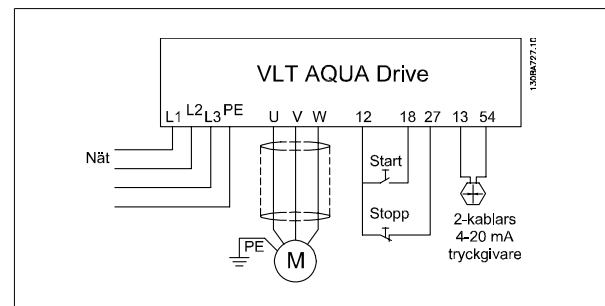 VLT AQUA Drive
130BA727.10
L1 L2 L3 PE U V W 12 18 27 13 54
Nät
Start
Stopp
PE
M
2-kablars
4-20 mA
tryckgivare